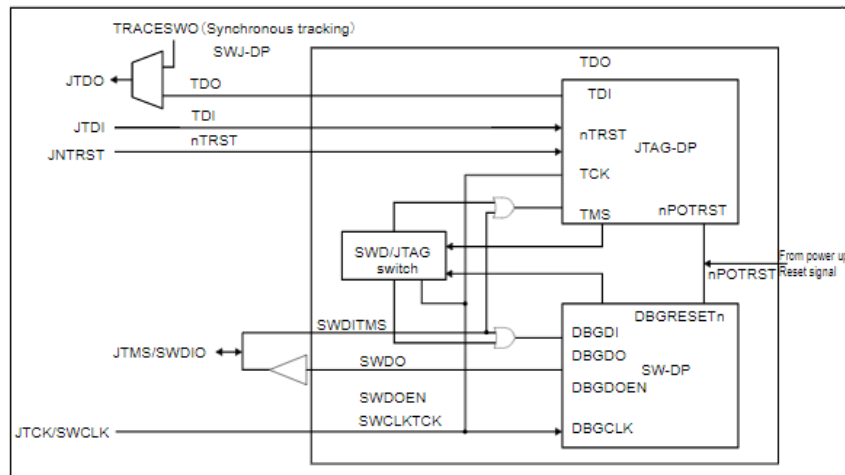 TRACESWO(Synchronous tracking)
SWJ-DP
TDO
JTDO
TDO
TDI
JTDI
TDI
nTRST
JNTRST
nTRST
JTAG-DP
TCK
TMS
nPOTRST
SWD/JTAG
switch
From power up
nPOTRST
Reset signal
DBGRESETn
SWDITMS
DBGDI
JTMS/SWDIO
SWDO
DBGDO
SW-DP
DBGDOEN
SWDOEN
SWCLKTCK
JTCK/SWCLK
DBGCLK